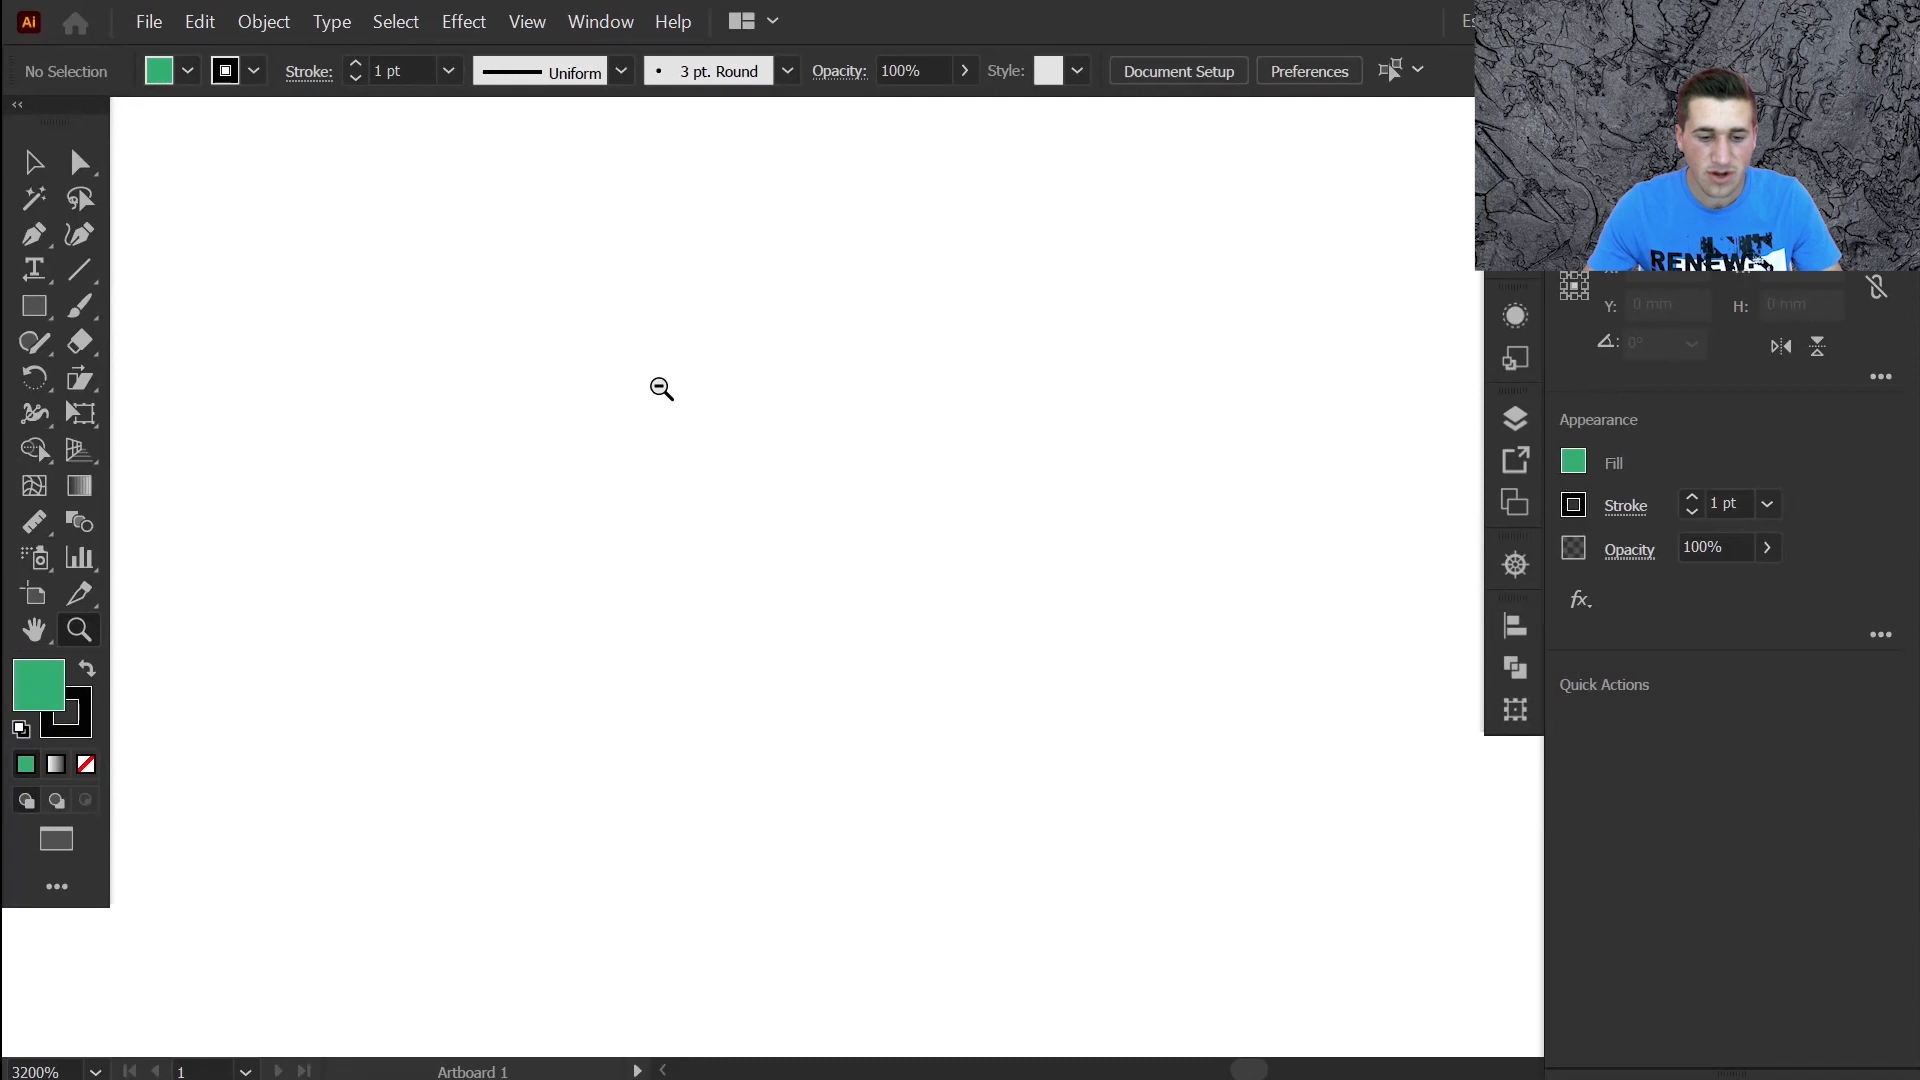 Ai File Edit Object Type Select Effect View Window Help
No Selection Stroke: 1 pt Uniform 3 pt. Round Opacity: 100% Style: Document Setup Preferences
RENEW:
Y: 0 mm H: 0 mm
0°
Appearance
Fill
Stroke 1 pt
Opacity 100%
fx
Quick Actions
3200% 1 Artboard 1